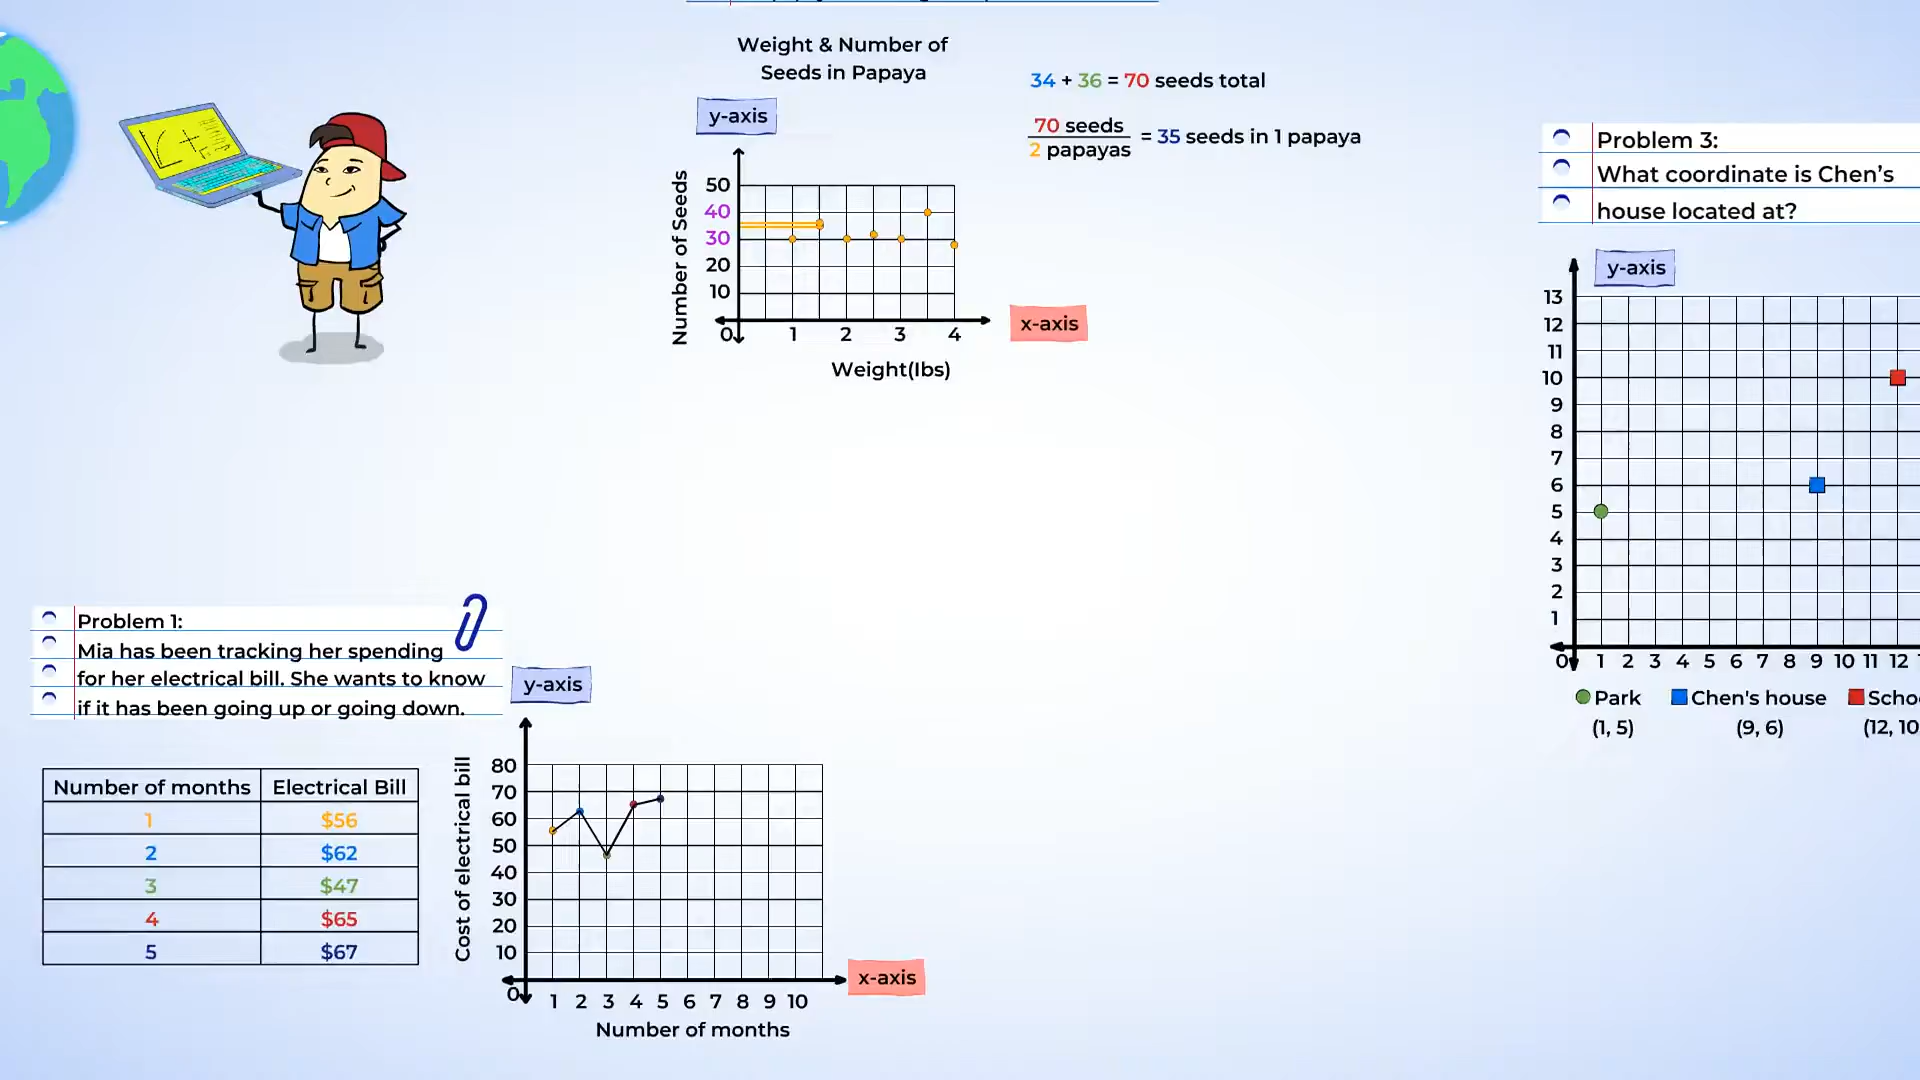 Weight & Number of
Seeds in Papaya
y-axis
Number of Seeds
50
40
30
20
10
0
1
2
3
4
x-axis
Weight(lbs)
34 + 36 = 70 seeds total
70 seeds
2 papayas
= 35 seeds in 1 papaya
Problem 3:
What coordinate is Chen's
house located at?
y-axis
13
12
11
10
9
8
7
6
5
4
3
2
1
0 1 2 3 4 5 6 7 8 9 10 11 12
Park
(1, 5)
Chen's house
(9, 6)
Schoo
(12, 10
Problem 1:
Mia has been tracking her spending
for her electrical bill. She wants to know
if it has been going up or going down.
Number of months Electrical Bill
1 $56
2 $62
3 $47
4 $65
5 $67
y-axis
Cost of electrical bill
80
70
60
50
40
30
20
10
0 1 2 3 4 5 6 7 8 9 10
x-axis
Number of months